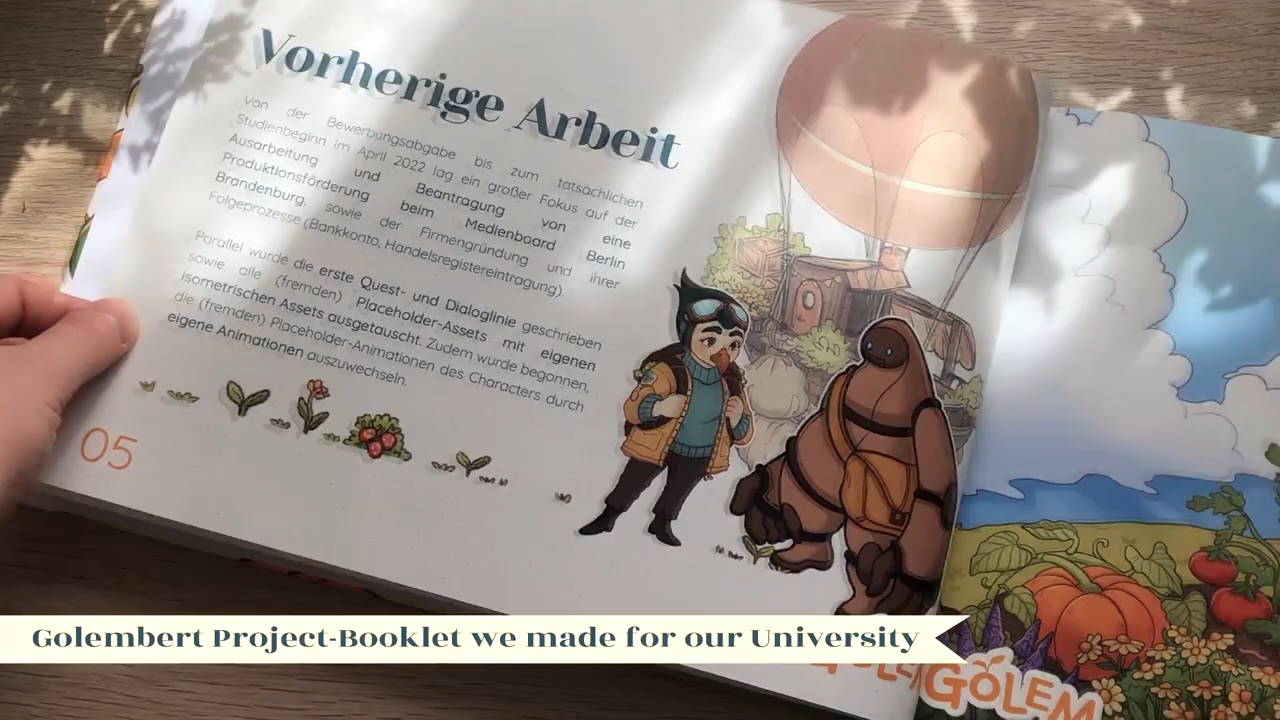 Vorherige Arbeit
Von der Bewerbungsabgabe bis zum tatsächlichen
Studienbeginn im April 2022 lag ein großer Fokus auf der
Ausarbeitung und Beantragung von eine
Produktionsförderung beim Medienboard Berlin
Brandenburg, sowie der Firmengründung und ihrer
Folgeprozesse (Bankkonto, Handelsregistereintragung).
Parallel wurde die erste Quest- und Dialoglinie geschrieben
sowie alle (fremden) Placeholder-Assets mit eigenen
Isometrischen Assets ausgetauscht. Zudem wurde begonnen,
die (fremden) Placeholder-Animationen des Characters durch
eigene Animationen auszuwechseln.
05
Golembert Project-Booklet we made for our University
GOLEM